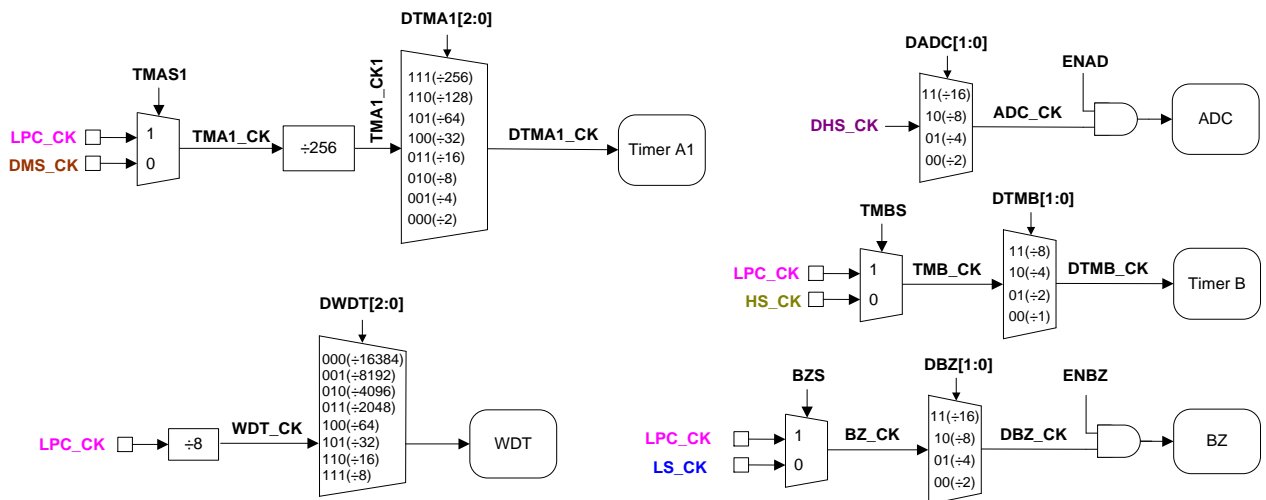 DTMA1[2:0]
TMAS1
LPC_CK
DMS_CK
1
0
TMA1_CK
÷256
TMA1_CK1
111(÷256)
110(÷128)
101(÷64)
100(÷32)
011(÷16)
010(÷8)
001(÷4)
000(÷2)
DTMA1_CK
Timer A1
DADC[1:0]
ENAD
DHS_CK
11(÷16)
10(÷8)
01(÷4)
00(÷2)
ADC_CK
ADC
TMBS
DTMB[1:0]
LPC_CK
HS_CK
1
0
TMB_CK
11(÷8)
10(÷4)
01(÷2)
00(÷1)
DTMB_CK
Timer B
DWDT[2:0]
LPC_CK
÷8
WDT_CK
000(÷16384)
001(÷8192)
010(÷4096)
011(÷2048)
100(÷64)
101(÷32)
110(÷16)
111(÷8)
WDT
BZS
DBZ[1:0]
ENBZ
LPC_CK
LS_CK
1
0
BZ_CK
11(÷16)
10(÷8)
01(÷4)
00(÷2)
DBZ_CK
BZ